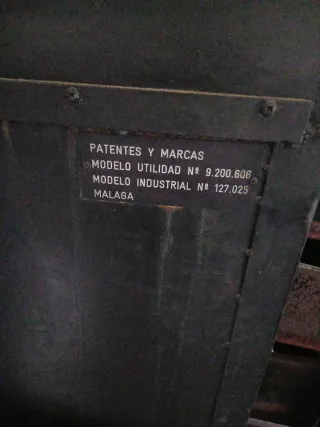 PATENTES Y MARCAS
MODELO UTILIDAD Nº 9.200.606
MODELO INDUSTRIAL Nº 127.025
MALAGA